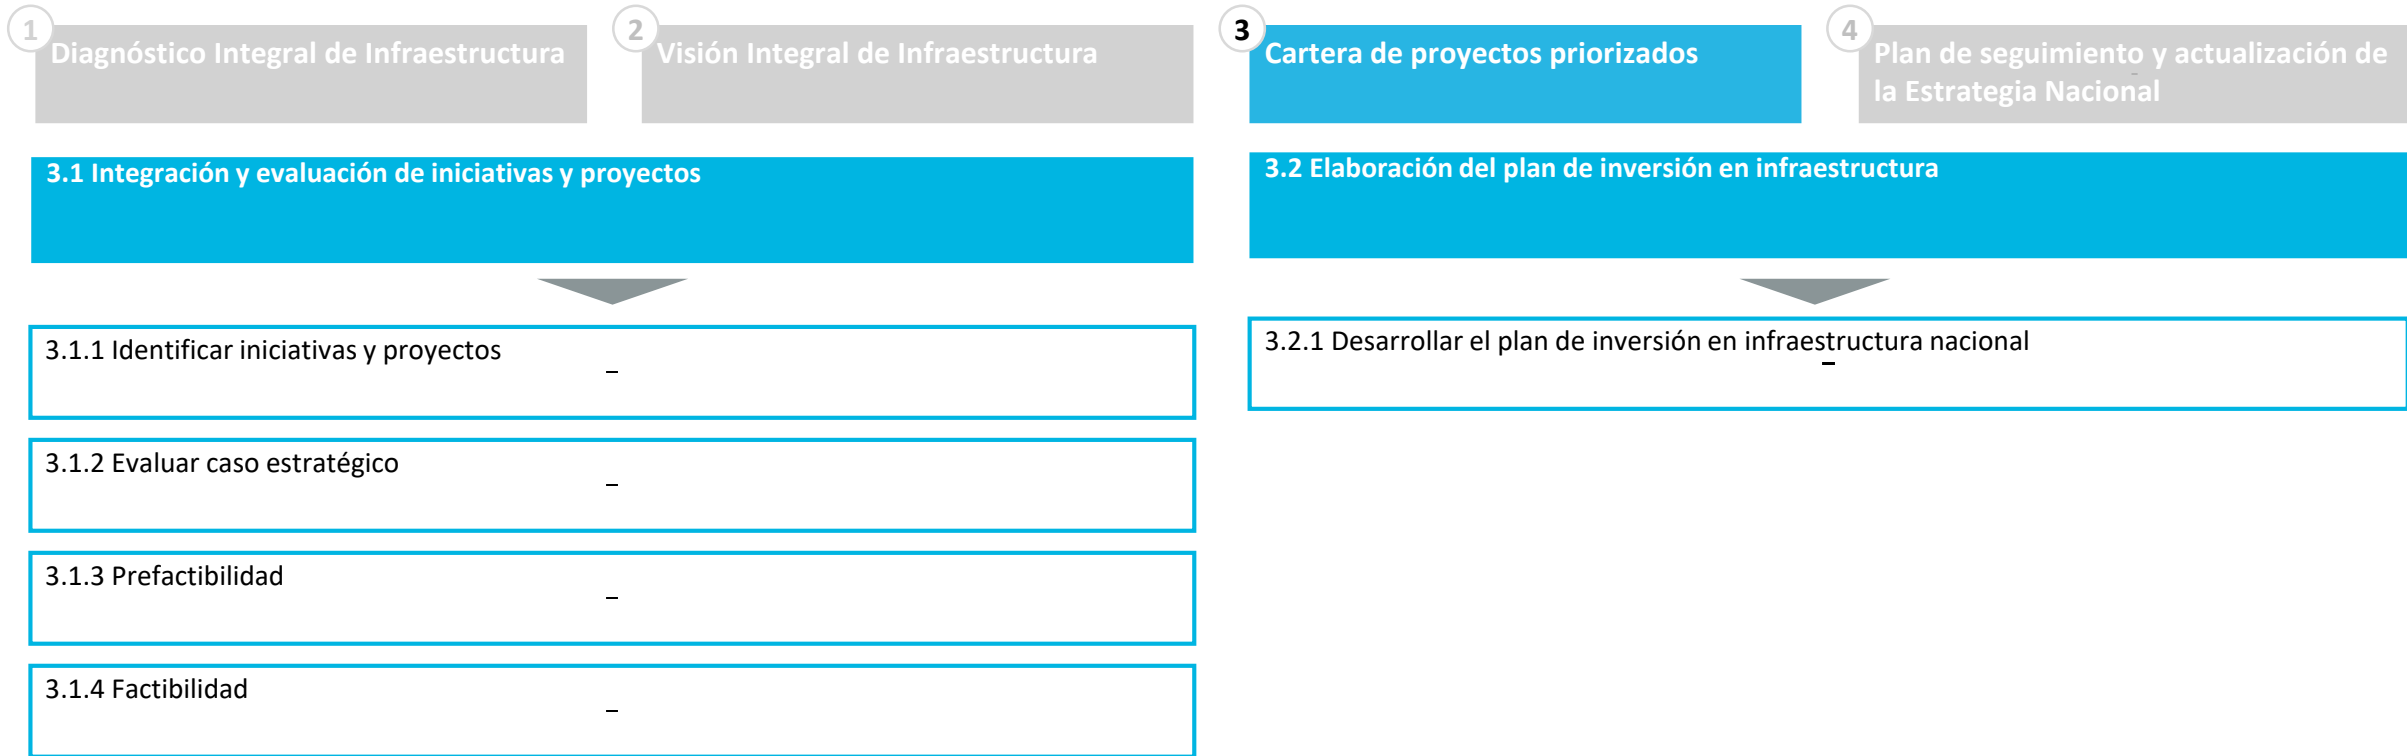 1
Diagnóstico Integral de Infraestructura
2
Visión Integral de Infraestructura
3
Cartera de proyectos priorizados
4
Plan de seguimiento y actualización de
la Estrategia Nacional
3.1 Integración y evaluación de iniciativas y proyectos
3.2 Elaboración del plan de inversión en infraestructura
3.1.1 Identificar iniciativas y proyectos
3.2.1 Desarrollar el plan de inversión en infraestructura nacional
3.1.2 Evaluar caso estratégico
3.1.3 Prefactibilidad
3.1.4 Factibilidad